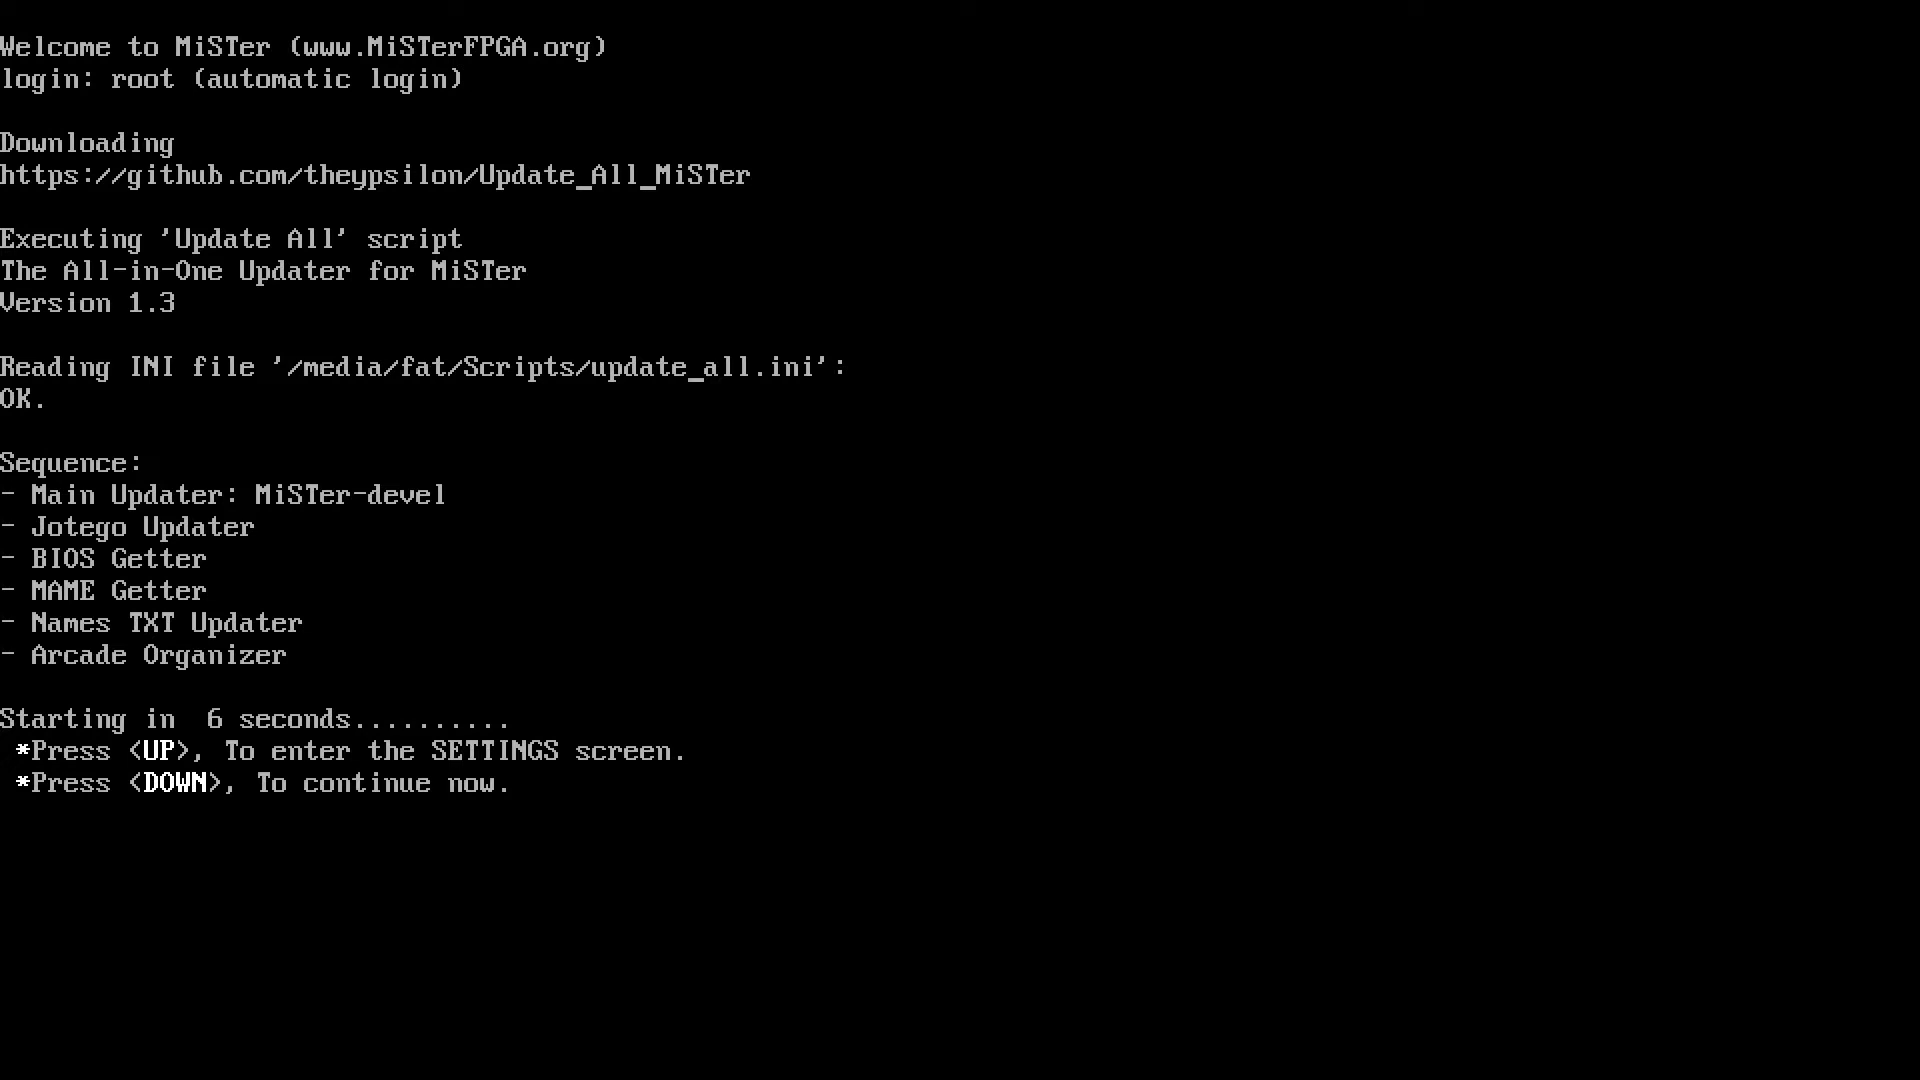 Welcome to MiSTer (www.MiSTerFPGA.org)
login: root (automatic login)
Downloading
https://github.com/theypsilon/Update_All_MiSTer
Executing 'Update All' script
The All-in-One Updater for MiSTer
Version 1.3
Reading INI file '/media/fat/Scripts/update_all.ini':
OK.
Sequence:
- Main Updater: MiSTer-devel
- Jotego Updater
- BIOS Getter
- MAME Getter
- Names TXT Updater
- Arcade Organizer
Starting in  6 seconds..........
*Press <UP>, To enter the SETTINGS screen.
*Press <DOWN>, To continue now.